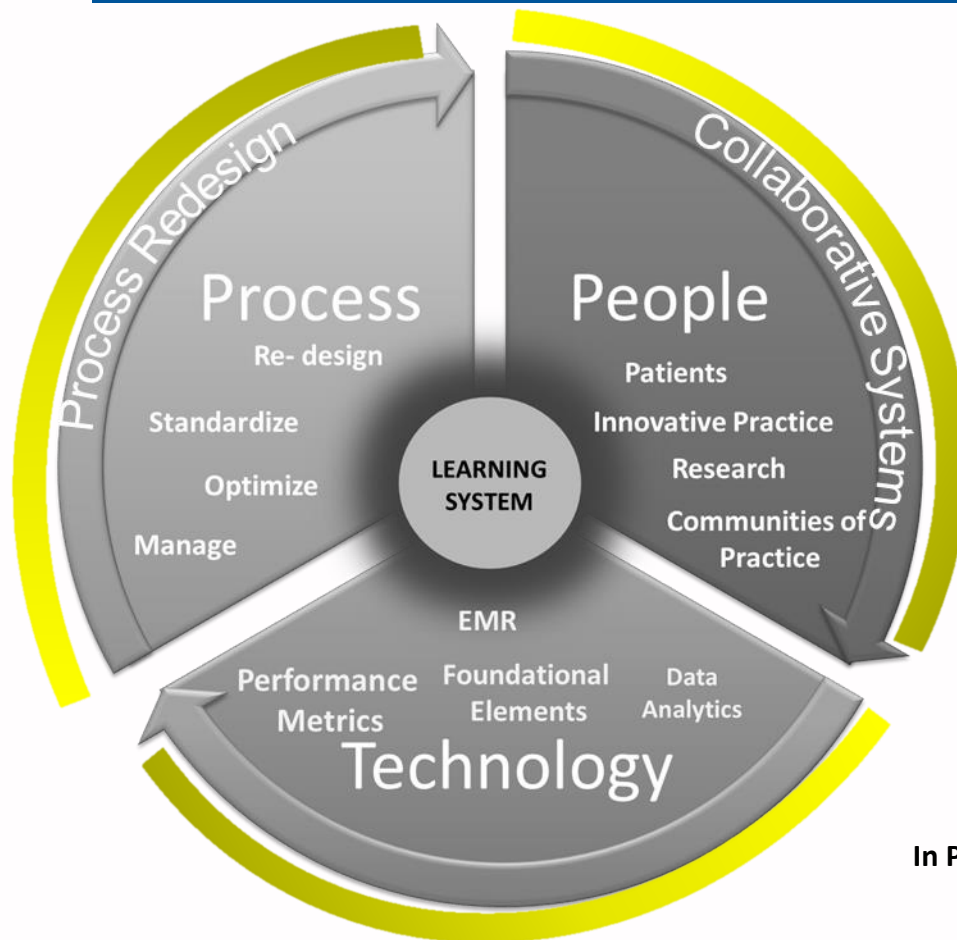 Process Redesign
Process
Re- design
Standardize
Optimize
Manage
Collaborative Systems
People
Patients
Innovative Practice
Research
Communities of
Practice
LEARNING
SYSTEM
EMR
Performance
Metrics
Foundational
Elements
Data
Analytics
Technology
In P